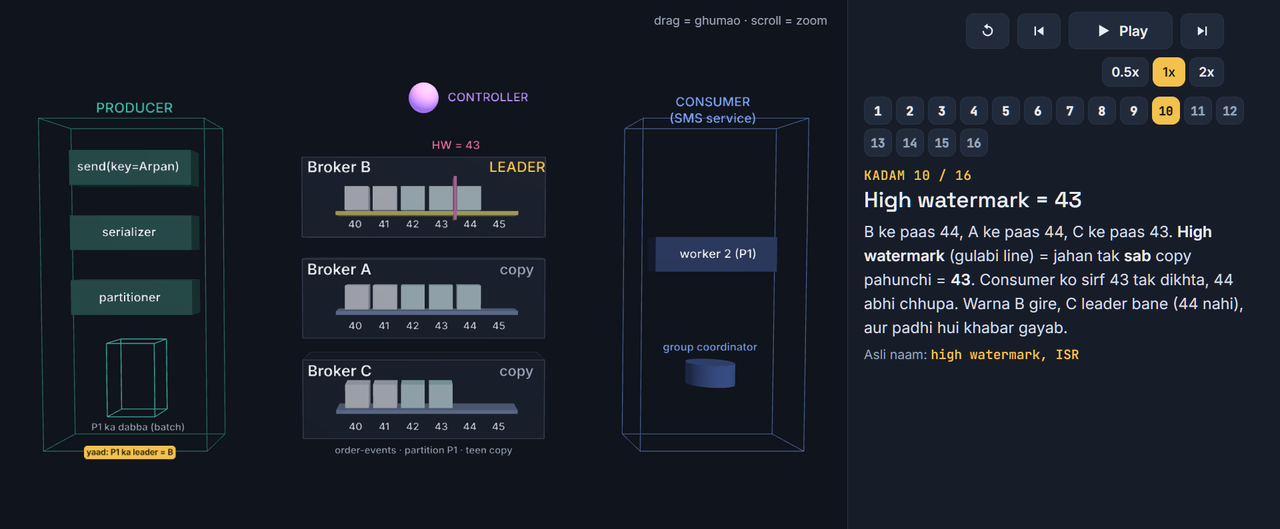 drag = ghumao · scroll = zoom
PRODUCER
send(key=Arpan)
serializer
partitioner
P1 ka dabba (batch)
yaad: P1 ka leader = B
CONTROLLER
HW = 43
Broker B
LEADER
40 41 42 43 44 45
Broker A
copy
40 41 42 43 44 45
Broker C
copy
40 41 42 43 44 45
order-events · partition P1 · teen copy
CONSUMER
(SMS service)
worker 2 (P1)
group coordinator
Play
0.5x 1x 2x
1 2 3 4 5 6 7 8 9 10 11 12
13 14 15 16
KADAM 10 / 16
High watermark = 43
B ke paas 44, A ke paas 44, C ke paas 43. High
watermark (gulabi line) = jahan tak sab copy
pahunchi = 43. Consumer ko sirf 43 tak dikhta, 44
abhi chhupa. Warna B gire, C leader bane (44 nahi),
aur padhi hui khabar gayab.
Asli naam: high watermark, ISR